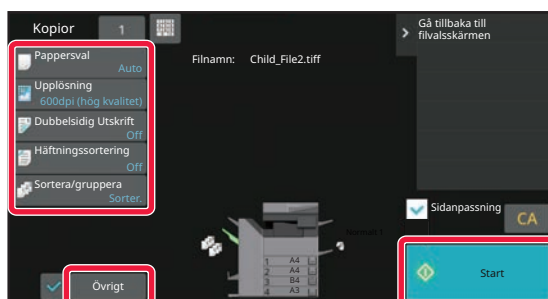 Kopior
1
Gå tillbaka till
filvalsskärmen
Pappersval
Auto
Filnamn: Child_File2.tiff
Upplösning
600dpi (hög kvalitet)
Dubbelsidig Utskrift
Off
Häftningssortering
Off
Sortera/gruppera
Sorter.
Sidanpassning
CA
1 A4
2 A4
3 B4
4 A3
Övrigt
Start